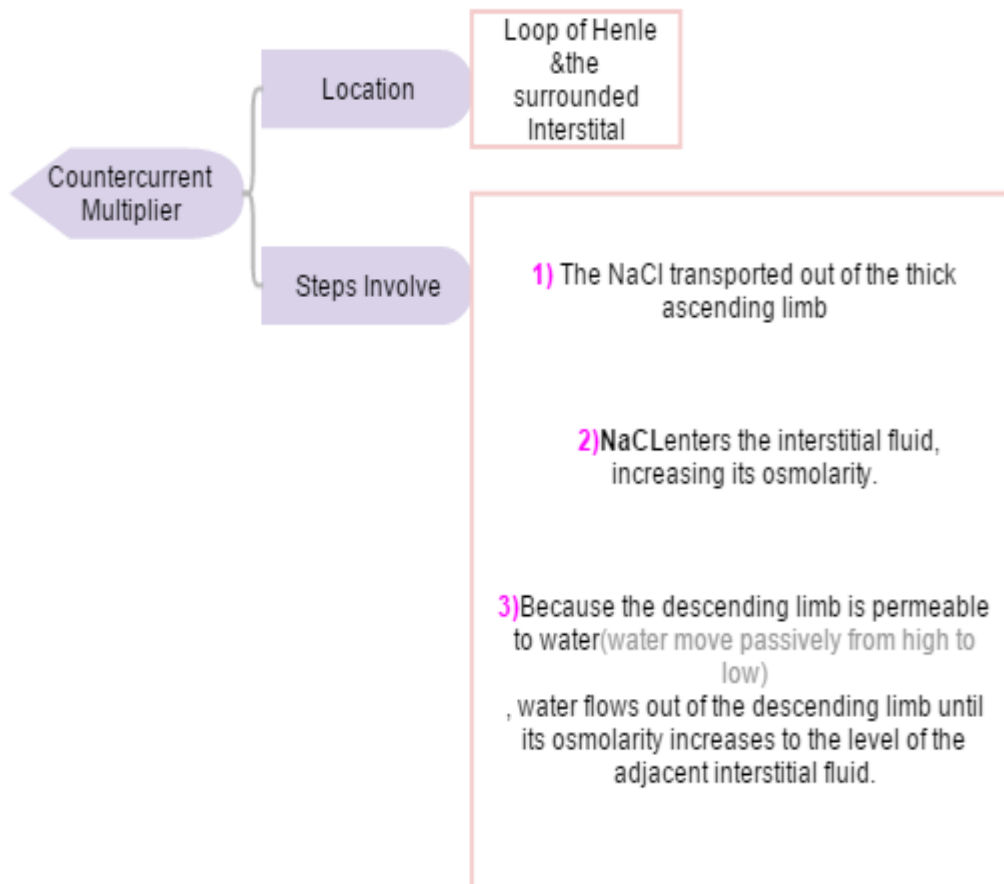 Location
Loop of Henle
&the
surrounded
Interstital
Countercurrent
Multiplier
Steps Involve
1) The NaCl transported out of the thick
ascending limb
2)NaCLenters the interstitial fluid,
increasing its osmolarity.
3)Because the descending limb is permeable
to water(water move passively from high to
low)
, water flows out of the descending limb until
its osmolarity increases to the level of the
adjacent interstitial fluid.